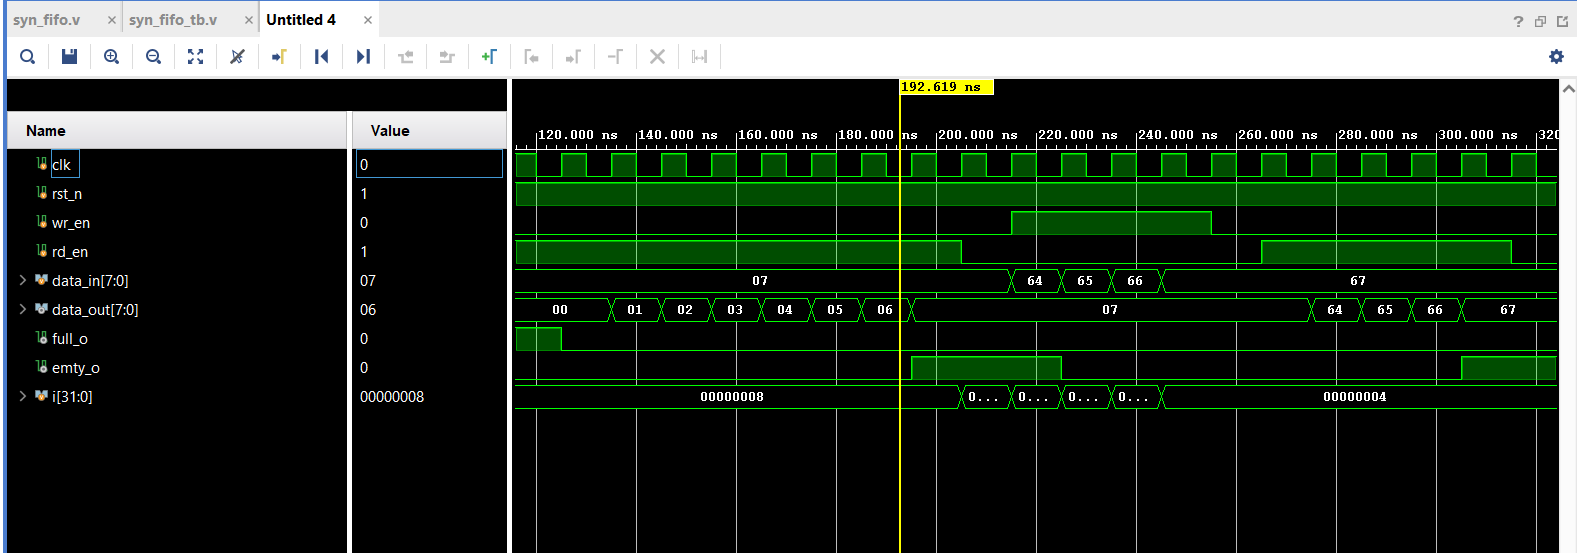 syn_fifo.v × syn_fifo_tb.v × Untitled 4 × ?
192.619 ns
120.000 ns 140.000 ns 160.000 ns 180.000 ns 200.000 ns 220.000 ns 240.000 ns 260.000 ns 280.000 ns 300.000 ns 320
Name Value
clk 0
rst_n 1
wr_en 0
rd_en 1
data_in[7:0] 07 07 64 65 66 67
data_out[7:0] 06 00 01 02 03 04 05 06 07 64 65 66 67
full_o 0
emty_o 0
i[31:0] 00000008 00000008 0... 0... 0... 0... 00000004